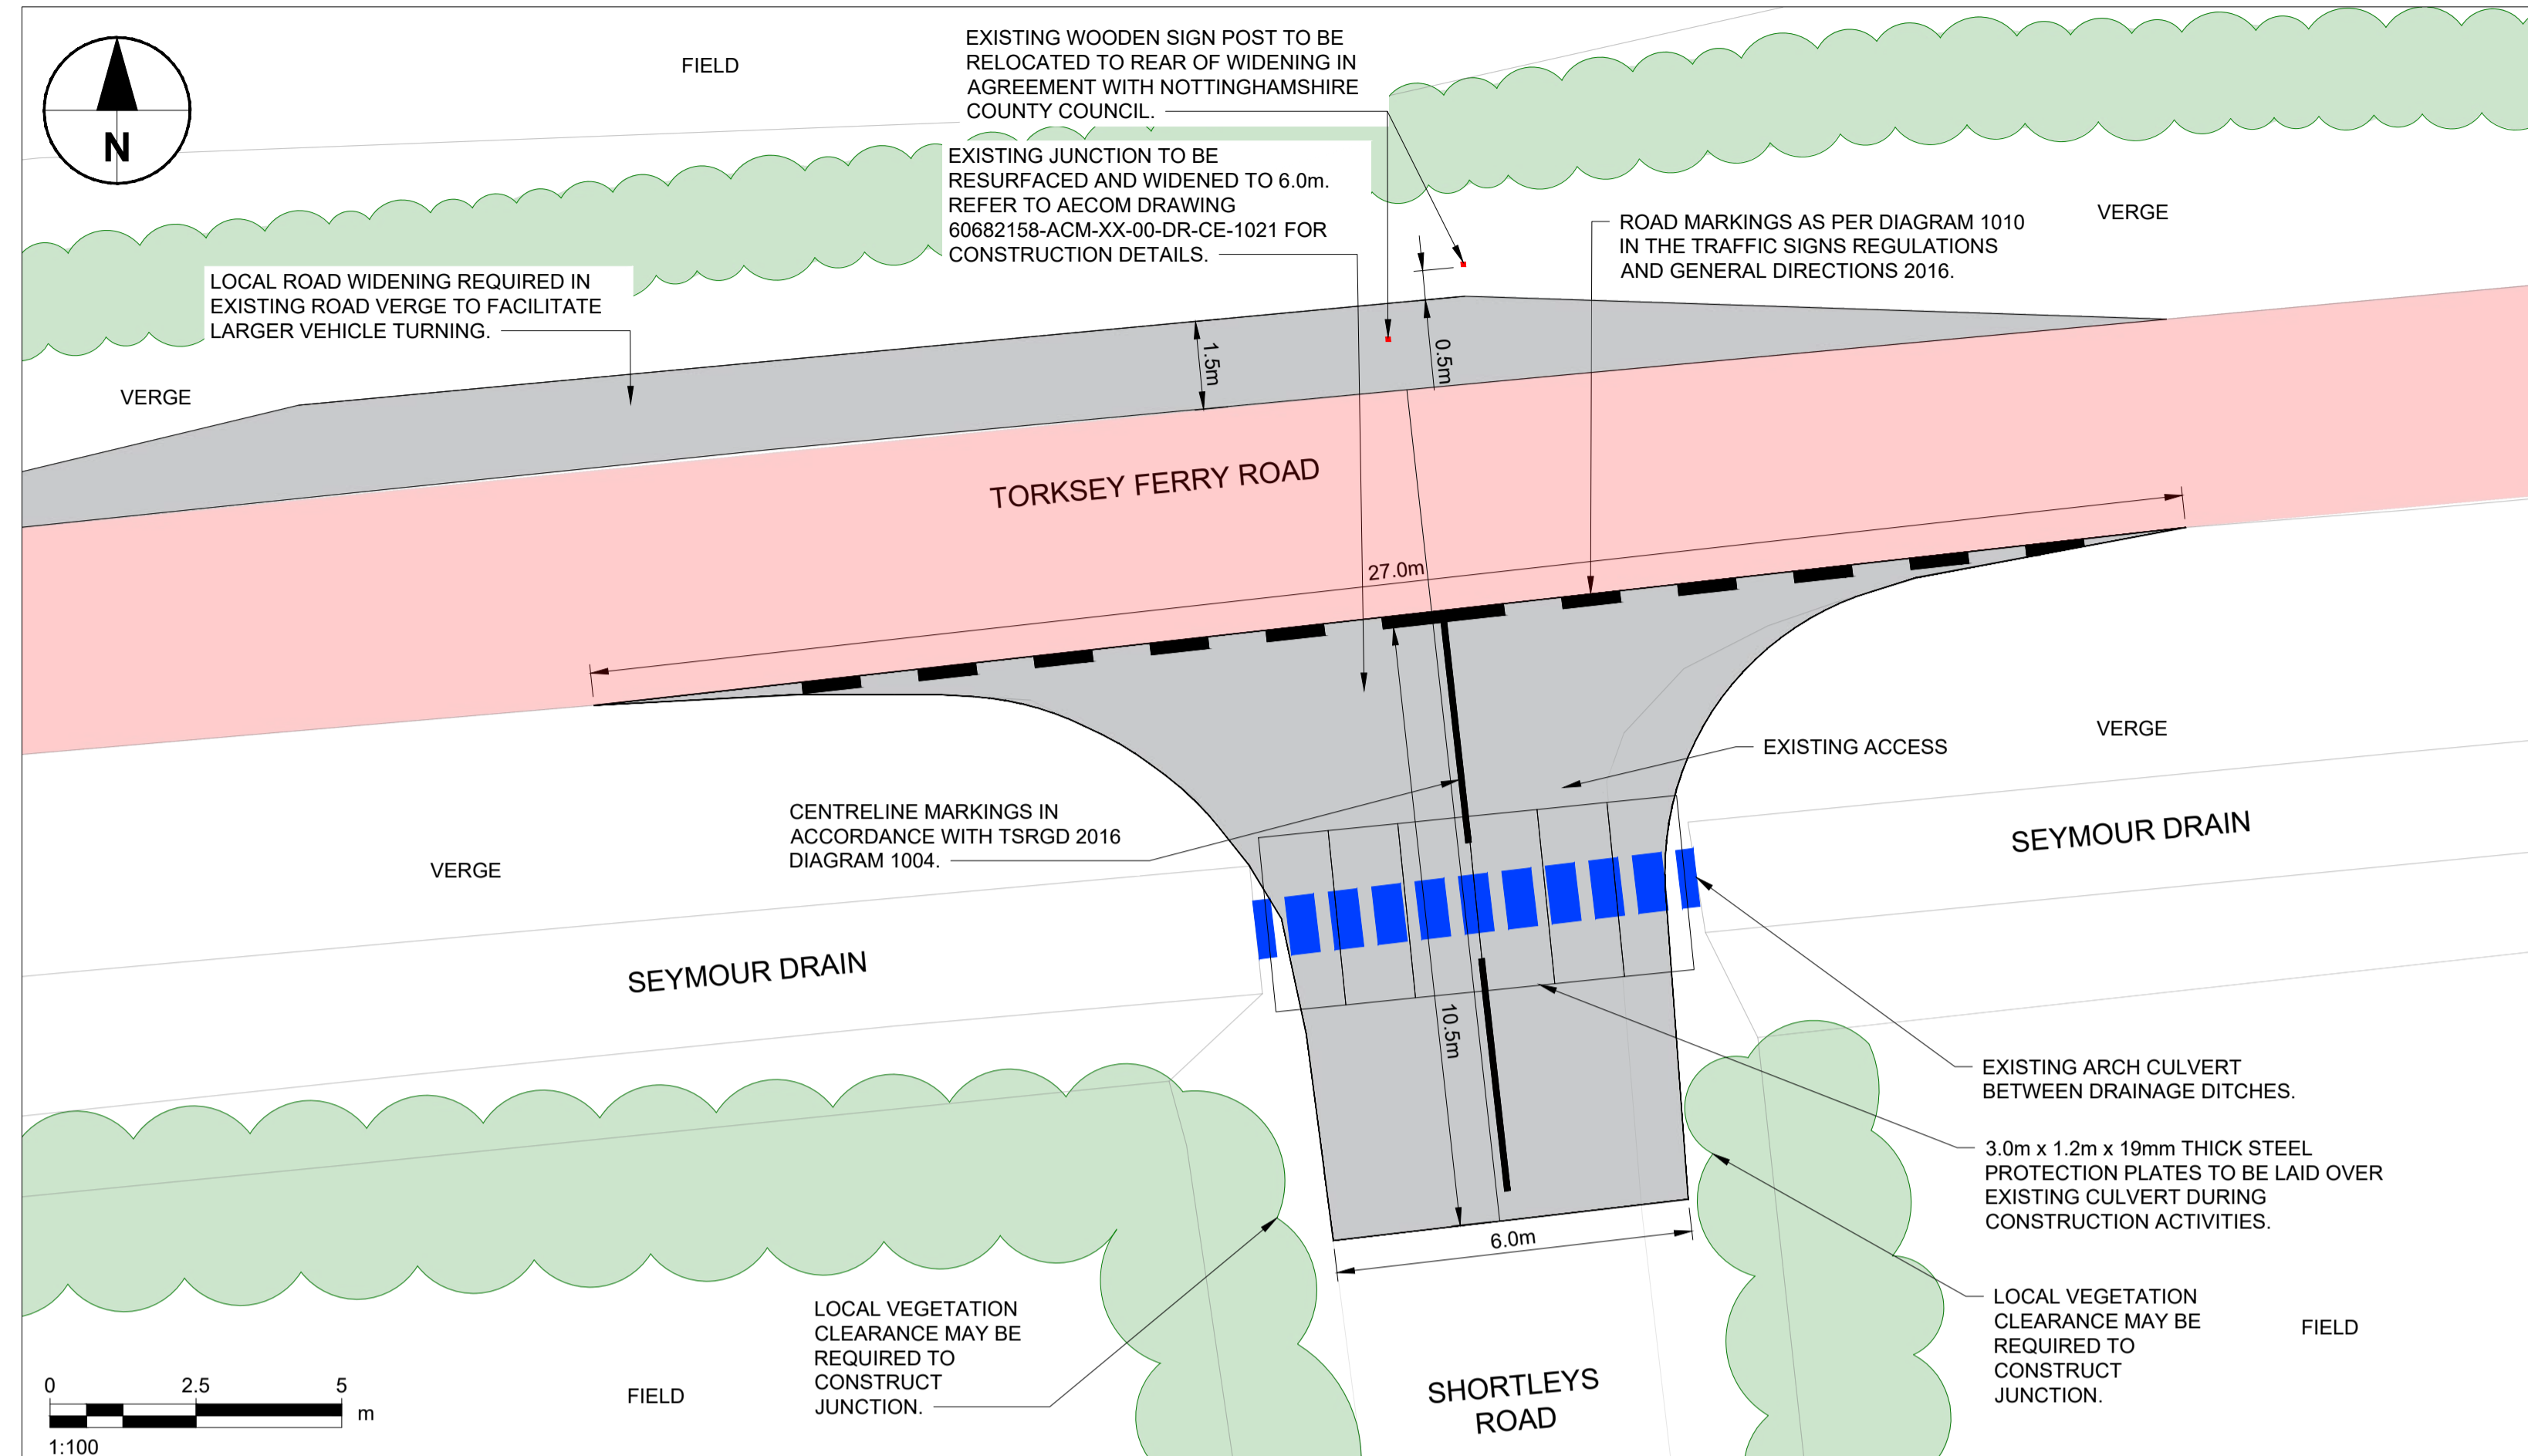 FIELD
N
EXISTING WOODEN SIGN POST TO BE
RELOCATED TO REAR OF WIDENING IN
AGREEMENT WITH NOTTINGHAMSHIRE
COUNTY COUNCIL.
EXISTING JUNCTION TO BE
RESURFACED AND WIDENED TO 6.0m.
REFER TO AECOM DRAWING
60682158-ACM-XX-00-DR-CE-1021 FOR
CONSTRUCTION DETAILS.
ROAD MARKINGS AS PER DIAGRAM 1010
IN THE TRAFFIC SIGNS REGULATIONS
AND GENERAL DIRECTIONS 2016.
VERGE
LOCAL ROAD WIDENING REQUIRED IN
EXISTING ROAD VERGE TO FACILITATE
LARGER VEHICLE TURNING.
VERGE
1.5m
0.5m
TORKSEY FERRY ROAD
27.0m
EXISTING ACCESS
VERGE
CENTRELINE MARKINGS IN
ACCORDANCE WITH TSRGD 2016
DIAGRAM 1004.
SEYMOUR DRAIN
VERGE
SEYMOUR DRAIN
10.5m
EXISTING ARCH CULVERT
BETWEEN DRAINAGE DITCHES.
3.0m x 1.2m x 19mm THICK STEEL
PROTECTION PLATES TO BE LAID OVER
EXISTING CULVERT DURING
CONSTRUCTION ACTIVITIES.
6.0m
LOCAL VEGETATION
CLEARANCE MAY BE
REQUIRED TO
CONSTRUCT
JUNCTION.
LOCAL VEGETATION
CLEARANCE MAY BE
REQUIRED TO
CONSTRUCT
JUNCTION.
FIELD
FIELD
SHORTLEYS
ROAD
0 2.5 5
m
1:100